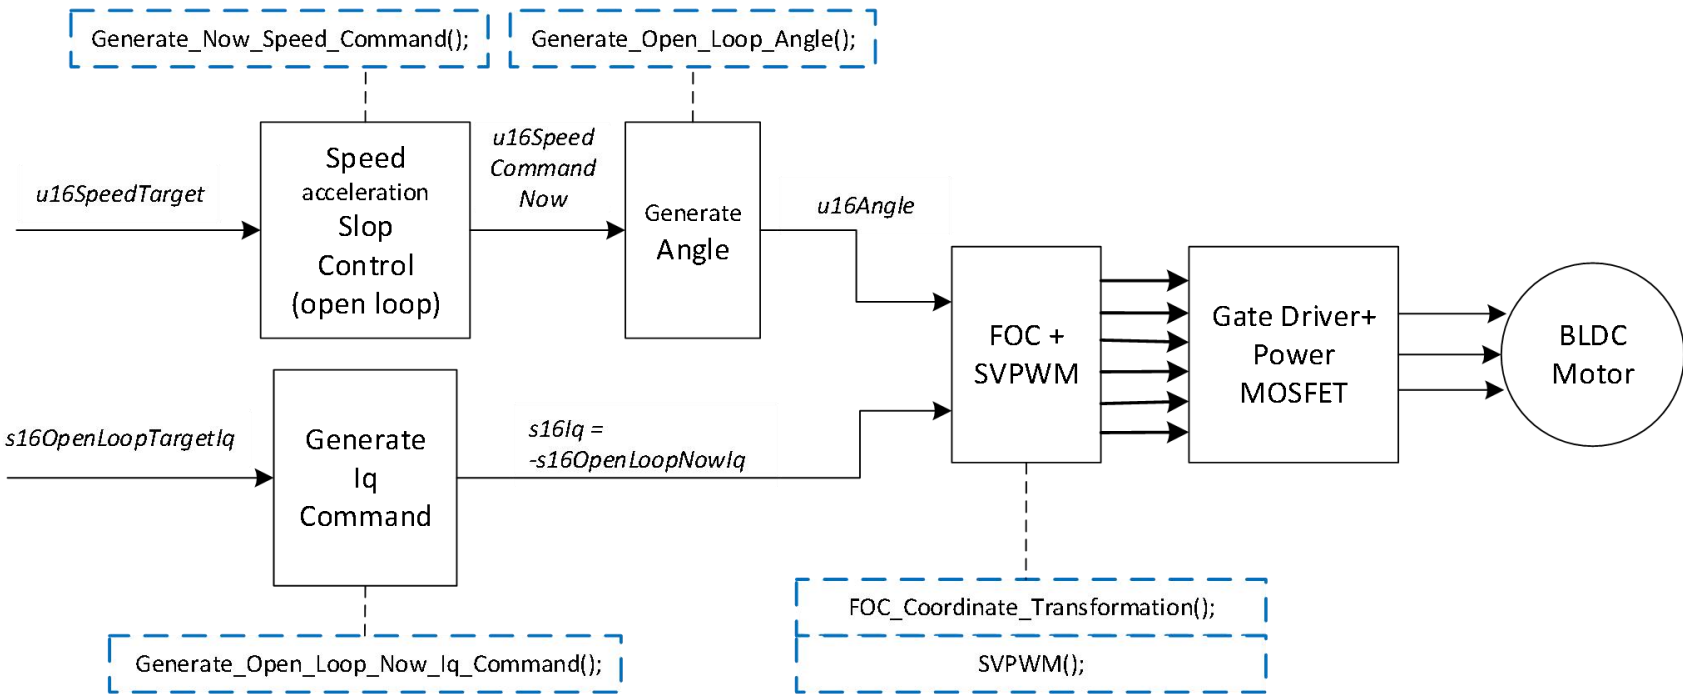 Generate_Now_Speed_Command();
Generate_Open_Loop_Angle();
u16SpeedTarget
Speed
acceleration
Slop
Control
(open loop)
u16Speed
Command
Now
Generate
Angle
u16Angle
s16OpenLoopTargetIq
Generate
Iq
Command
s16Iq =
-s16OpenLoopNowIq
FOC +
SVPWM
Gate Driver+
Power
MOSFET
BLDC
Motor
Generate_Open_Loop_Now_Iq_Command();
FOC_Coordinate_Transformation();
SVPWM();